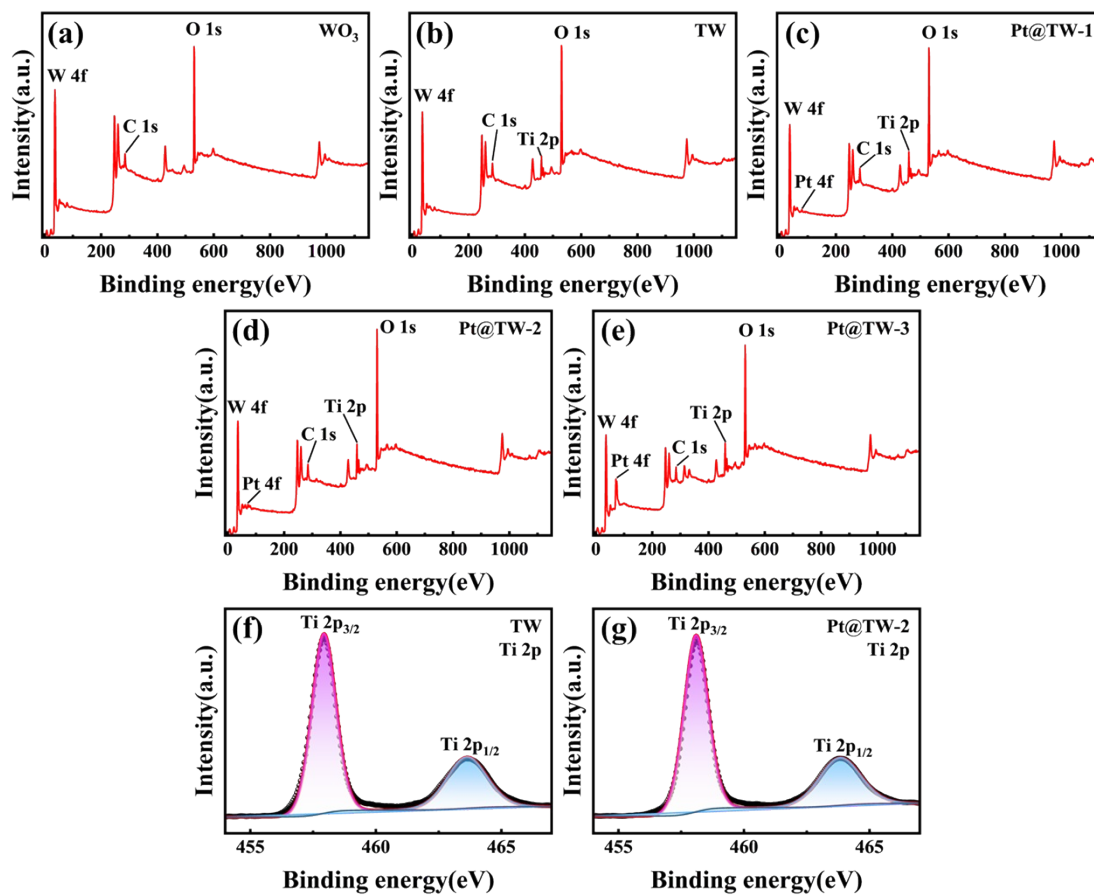 (a) WO₃
O 1s
W 4f
C 1s
Intensity(a.u.)
0 200 400 600 800 1000
Binding energy(eV)
(b) TW
O 1s
W 4f
C 1s
Ti 2p
Intensity(a.u.)
0 200 400 600 800 1000
Binding energy(eV)
(c) Pt@TW-1
O 1s
W 4f
Ti 2p
C 1s
Pt 4f
Intensity(a.u.)
0 200 400 600 800 1000
Binding energy(eV)
(d) Pt@TW-2
O 1s
W 4f
Ti 2p
C 1s
Pt 4f
Intensity(a.u.)
0 200 400 600 800 1000
Binding energy(eV)
(e) Pt@TW-3
O 1s
W 4f
Ti 2p
C 1s
Pt 4f
Intensity(a.u.)
0 200 400 600 800 1000
Binding energy(eV)
(f) Ti 2p₃/₂ TW
Ti 2p
Ti 2p₁/₂
Intensity(a.u.)
455 460 465
Binding energy(eV)
(g) Ti 2p₃/₂ Pt@TW-2
Ti 2p
Ti 2p₁/₂
Intensity(a.u.)
455 460 465
Binding energy(eV)